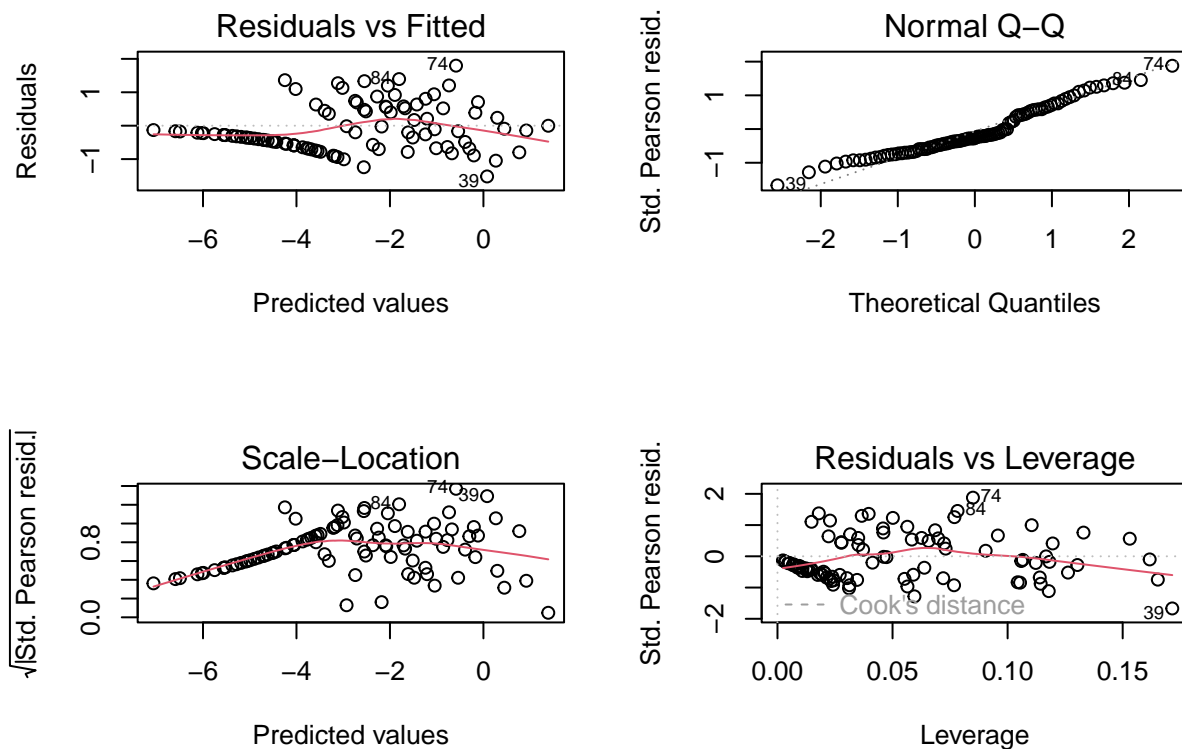 Residuals vs Fitted
Residuals
1
−1
74
84
39
−6 −4 −2 0
Predicted values
Normal Q−Q
Std. Pearson resid.
1
−1
74
84
39
−2 −1 0 1 2
Theoretical Quantiles
Scale−Location
√|Std. Pearson resid.|
0.8
0.0
74
39
84
−6 −4 −2 0
Predicted values
Residuals vs Leverage
Std. Pearson resid.
2
0
−2
74
84
39
Cook's distance
0.00 0.05 0.10 0.15
Leverage